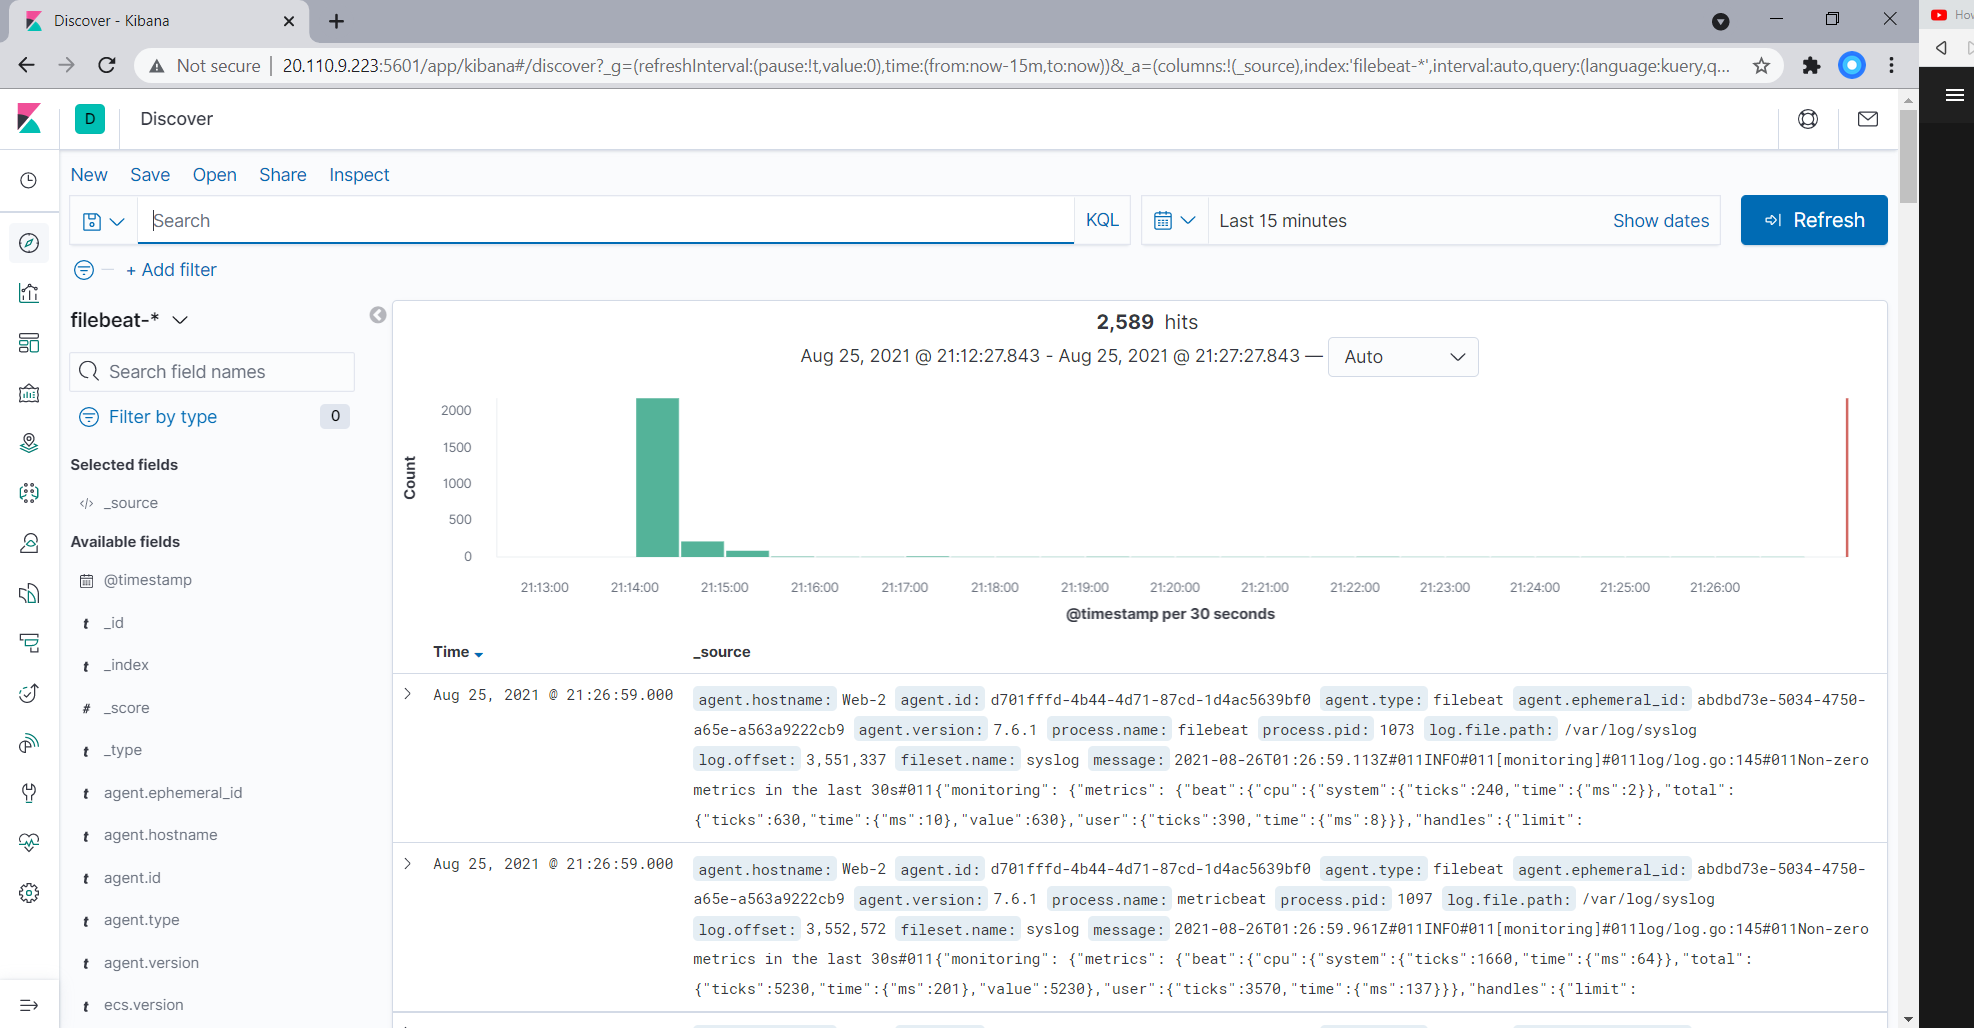 Discover - Kibana
How
Not secure
20.110.9.223:5601/app/kibana#/discover?_g=(refreshInterval:(pause:!t,value:0),time:(from:now-15m,to:now))&_a=(columns:!(_source),index:'filebeat-*',interval:auto,query:(language:kuery,q...
D
Discover
New Save Open Share Inspect
Search
KQL
Last 15 minutes
Show dates
Refresh
+ Add filter
filebeat-*
Search field names
Filter by type
0
Selected fields
_source
Available fields
@timestamp
t _id
t _index
# _score
t _type
t agent.ephemeral_id
t agent.hostname
t agent.id
t agent.type
t agent.version
t ecs.version
2,589 hits
Aug 25, 2021 @ 21:12:27.843 - Aug 25, 2021 @ 21:27:27.843 —
Auto
Count
2000
1500
1000
500
0
21:13:00 21:14:00 21:15:00 21:16:00 21:17:00 21:18:00 21:19:00 21:20:00 21:21:00 21:22:00 21:23:00 21:24:00 21:25:00 21:26:00
@timestamp per 30 seconds
Time _source
Aug 25, 2021 @ 21:26:59.000
agent.hostname: Web-2 agent.id: d701fffd-4b44-4d71-87cd-1d4ac5639bf0 agent.type: filebeat agent.ephemeral_id: abdbd73e-5034-4750-
a65e-a563a9222cb9 agent.version: 7.6.1 process.name: filebeat process.pid: 1073 log.file.path: /var/log/syslog
log.offset: 3,551,337 fileset.name: syslog message: 2021-08-26T01:26:59.113Z#011INFO#011[monitoring]#011log/log.go:145#011Non-zero
metrics in the last 30s#011{"monitoring": {"metrics": {"beat":{"cpu":{"system":{"ticks":240,"time":{"ms":2}},"total":
{"ticks":630,"time":{"ms":10},"value":630},"user":{"ticks":390,"time":{"ms":8}}},"handles":{"limit":
Aug 25, 2021 @ 21:26:59.000
agent.hostname: Web-2 agent.id: d701fffd-4b44-4d71-87cd-1d4ac5639bf0 agent.type: filebeat agent.ephemeral_id: abdbd73e-5034-4750-
a65e-a563a9222cb9 agent.version: 7.6.1 process.name: metricbeat process.pid: 1097 log.file.path: /var/log/syslog
log.offset: 3,552,572 fileset.name: syslog message: 2021-08-26T01:26:59.961Z#011INFO#011[monitoring]#011log/log.go:145#011Non-zero
metrics in the last 30s#011{"monitoring": {"metrics": {"beat":{"cpu":{"system":{"ticks":1660,"time":{"ms":64}},"total":
{"ticks":5230,"time":{"ms":201},"value":5230},"user":{"ticks":3570,"time":{"ms":137}}},"handles":{"limit":